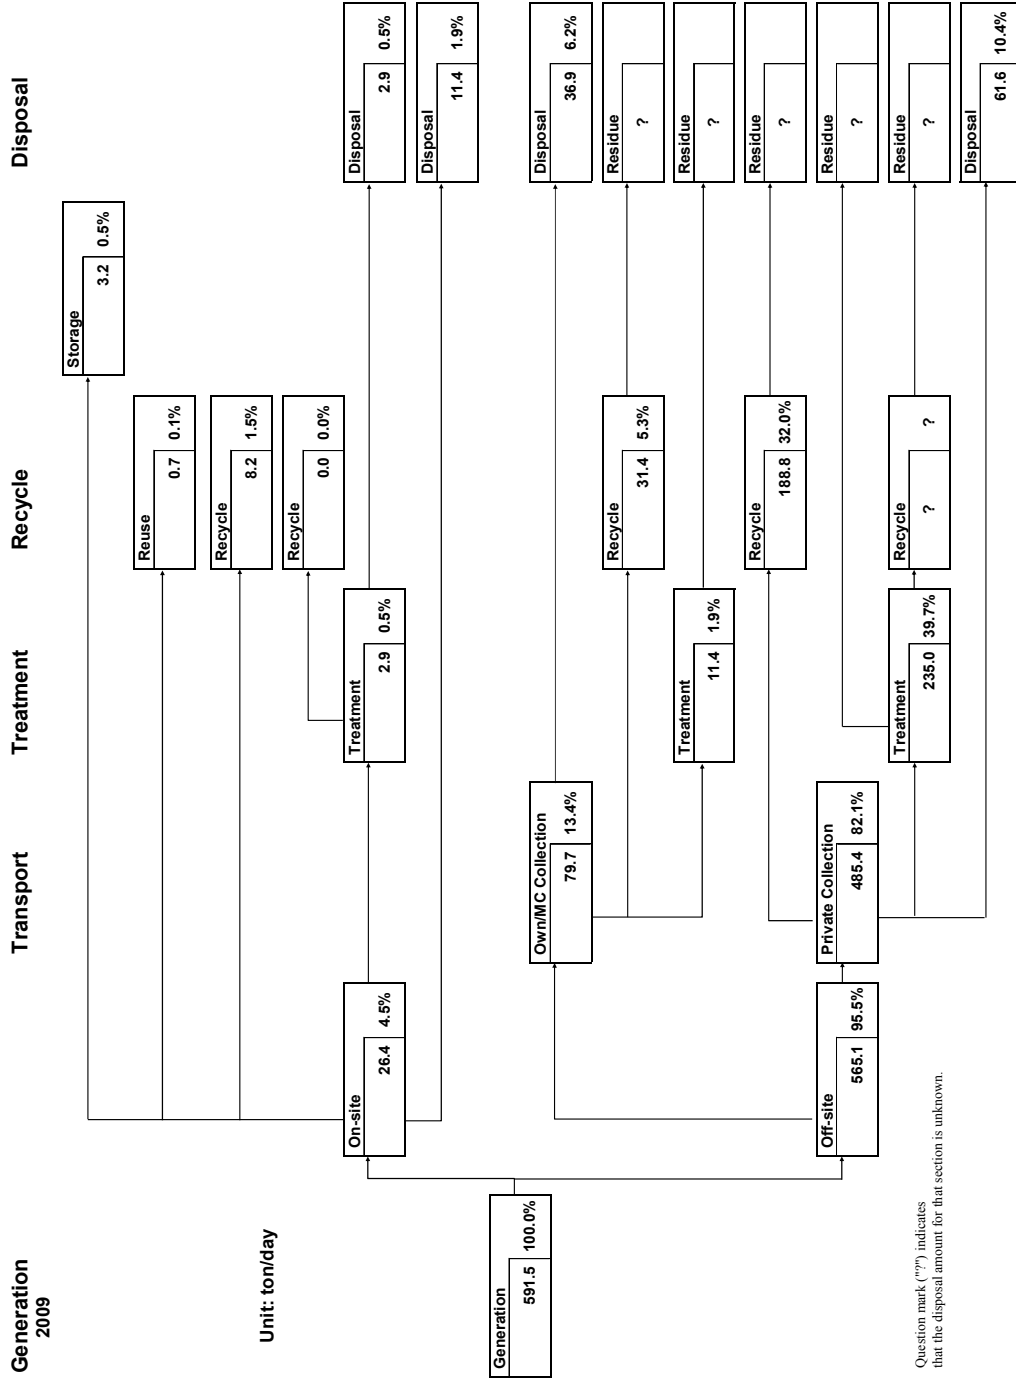 Generation
2009
Transport
Treatment
Recycle
Disposal
Unit: ton/day
Generation
591.5 100.0%
On-site
26.4 4.5%
Off-site
565.1 95.5%
Own/MC Collection
79.7 13.4%
Private Collection
485.4 82.1%
Treatment
2.9 0.5%
Treatment
11.4 1.9%
Treatment
235.0 39.7%
Reuse
0.7 0.1%
Recycle
8.2 1.5%
Recycle
0.0 0.0%
Recycle
31.4 5.3%
Recycle
188.8 32.0%
Recycle
? ?
Storage
3.2 0.5%
Disposal
2.9 0.5%
Disposal
11.4 1.9%
Disposal
36.9 6.2%
Residue
?
Residue
?
Residue
?
Residue
?
Residue
?
Disposal
61.6 10.4%
Question mark ("?") indicates
that the disposal amount for that section is unknown.